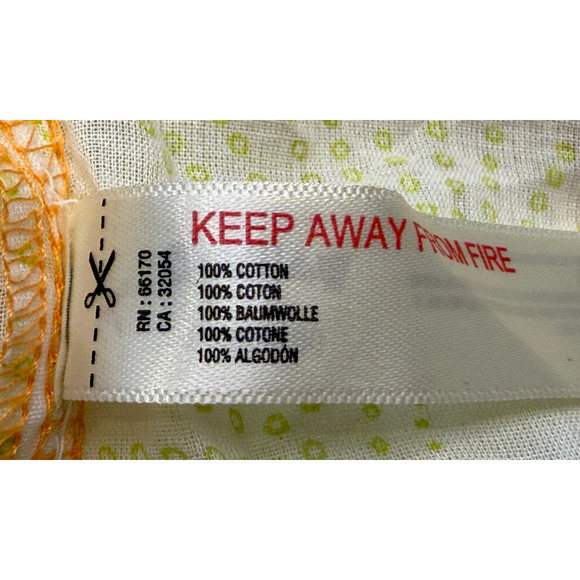 KEEP AWAY FROM FIRE
100% COTTON
100% COTON
100% BAUMWOLLE
100% COTONE
100% ALGODÓN
RN : 66170
CA : 32054